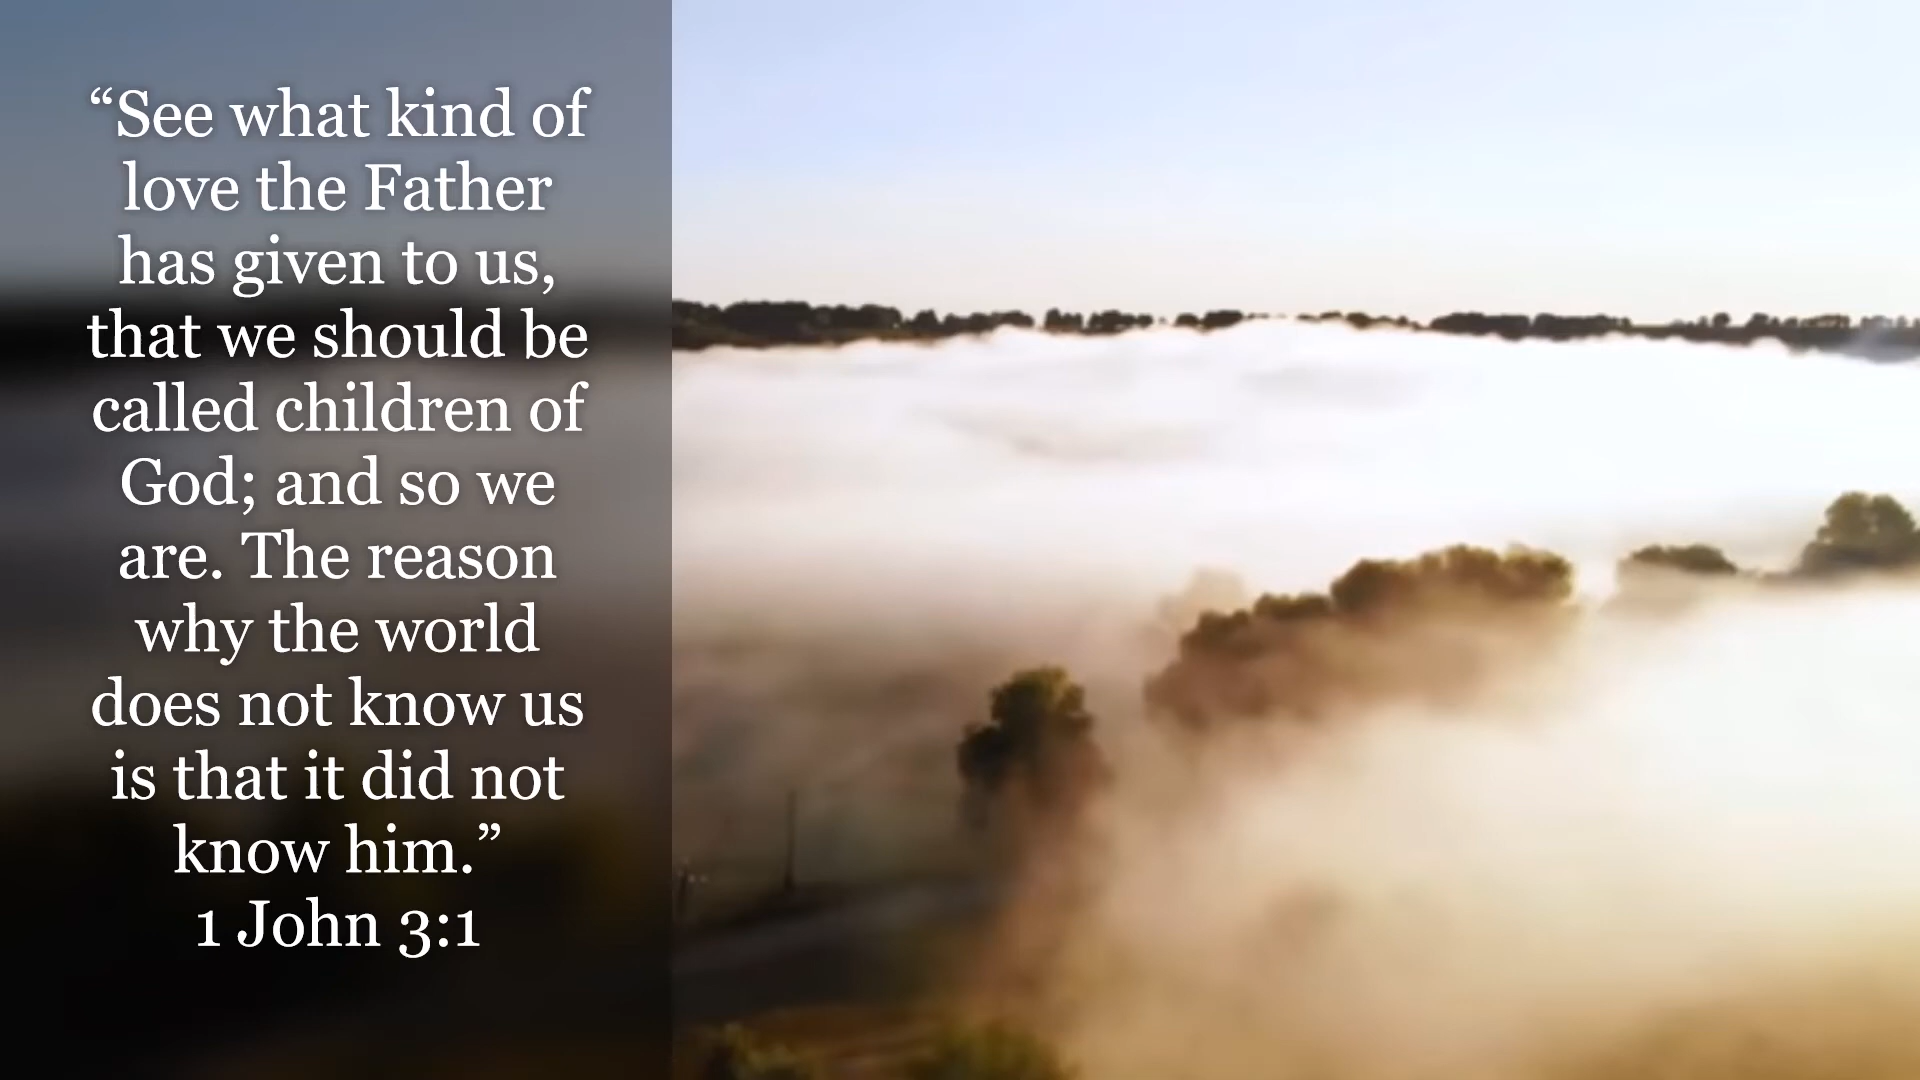 “See what kind of
love the Father
has given to us,
that we should be
called children of
God; and so we
are. The reason
why the world
does not know us
is that it did not
know him.”
1 John 3:1